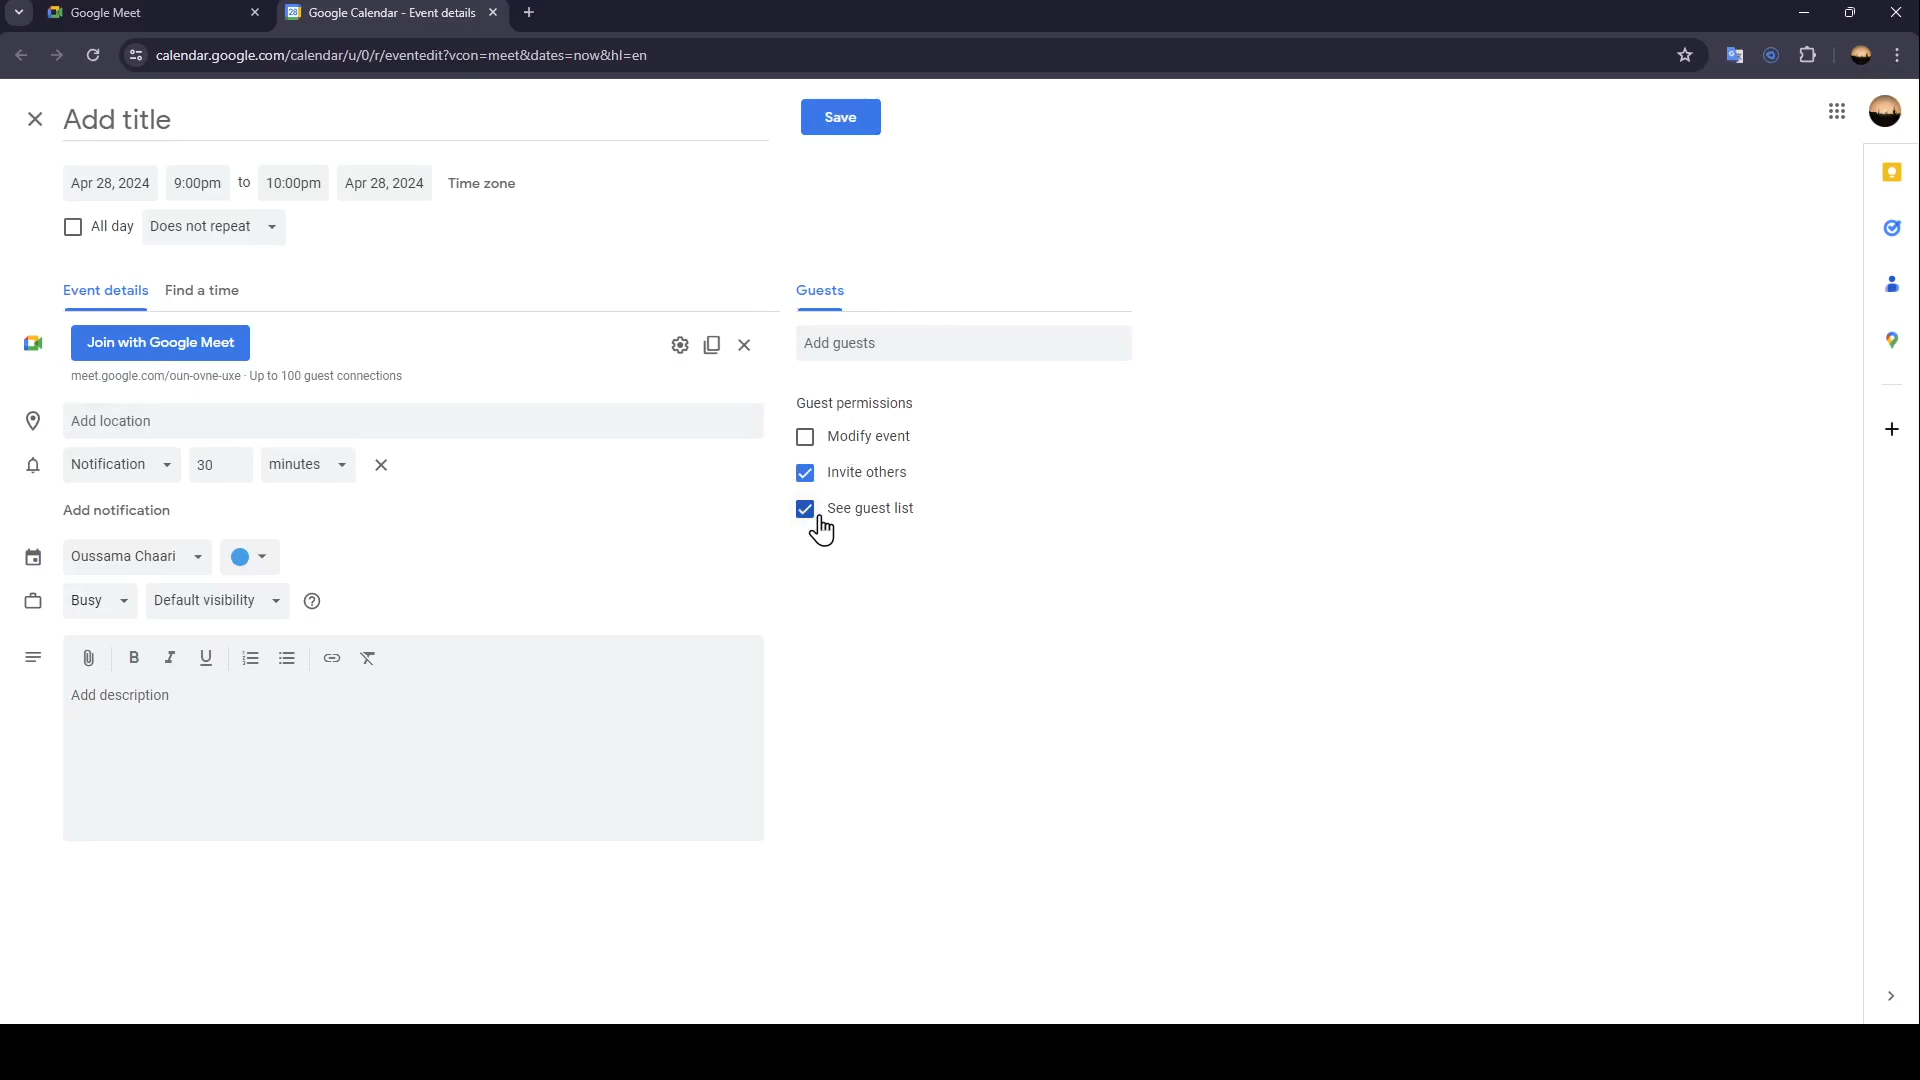 Google Meet
28 Google Calendar - Event details
calendar.google.com/calendar/u/0/r/eventedit?vcon=meet&dates=now&hl=en
Add title
Save
Apr 28, 2024 9:00pm to 10:00pm Apr 28, 2024 Time zone
All day Does not repeat
Event details Find a time
Guests
Join with Google Meet
Add guests
meet.google.com/oun-ovne-uxe · Up to 100 guest connections
Guest permissions
Add location
Modify event
Notification 30 minutes
Invite others
Add notification
See guest list
Oussama Chaari
Busy Default visibility
B I U
Add description